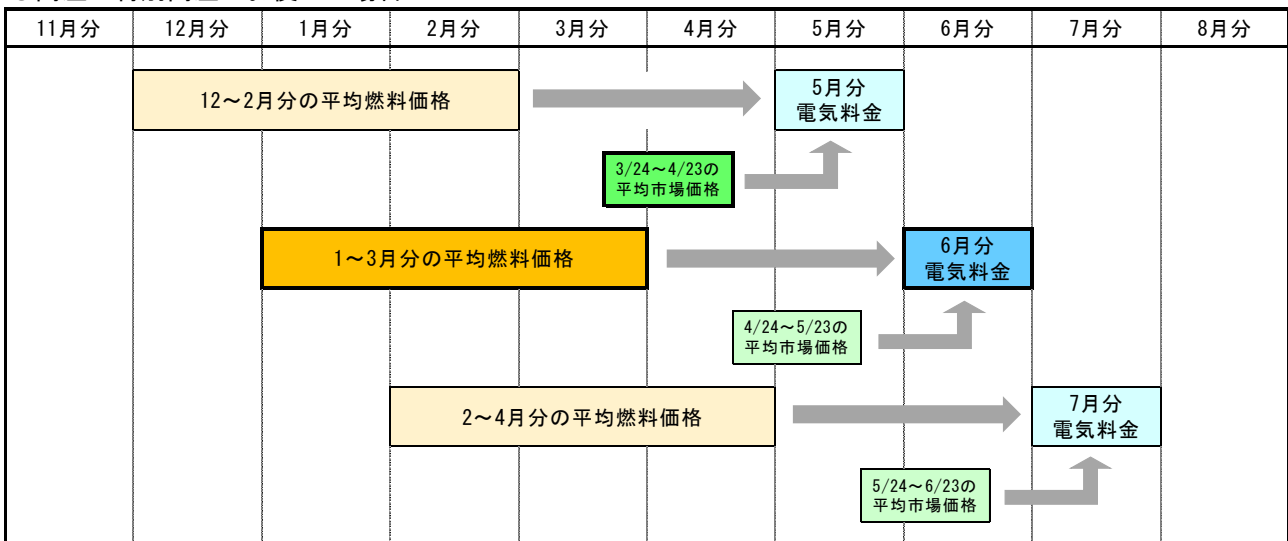 11月分 12月分 1月分 2月分 3月分 4月分 5月分 6月分 7月分 8月分
12～2月分の平均燃料価格
5月分
電気料金
3/24～4/23の
平均市場価格
1～3月分の平均燃料価格
6月分
電気料金
4/24～5/23の
平均市場価格
2～4月分の平均燃料価格
7月分
電気料金
5/24～6/23の
平均市場価格